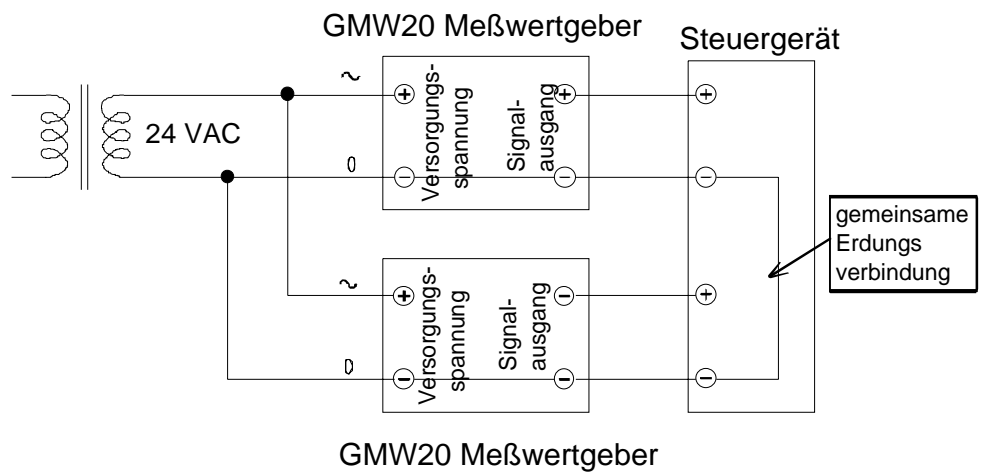 GMW20 Meßwertgeber
Steuergerät
~
+
Versorgungs-
spannung
Signal-
ausgang
+
+
24 VAC
0
−
−
−
gemeinsame
Erdungs
verbindung
~
+
Versorgungs-
spannung
Signal-
ausgang
−
+
0
−
−
−
GMW20 Meßwertgeber